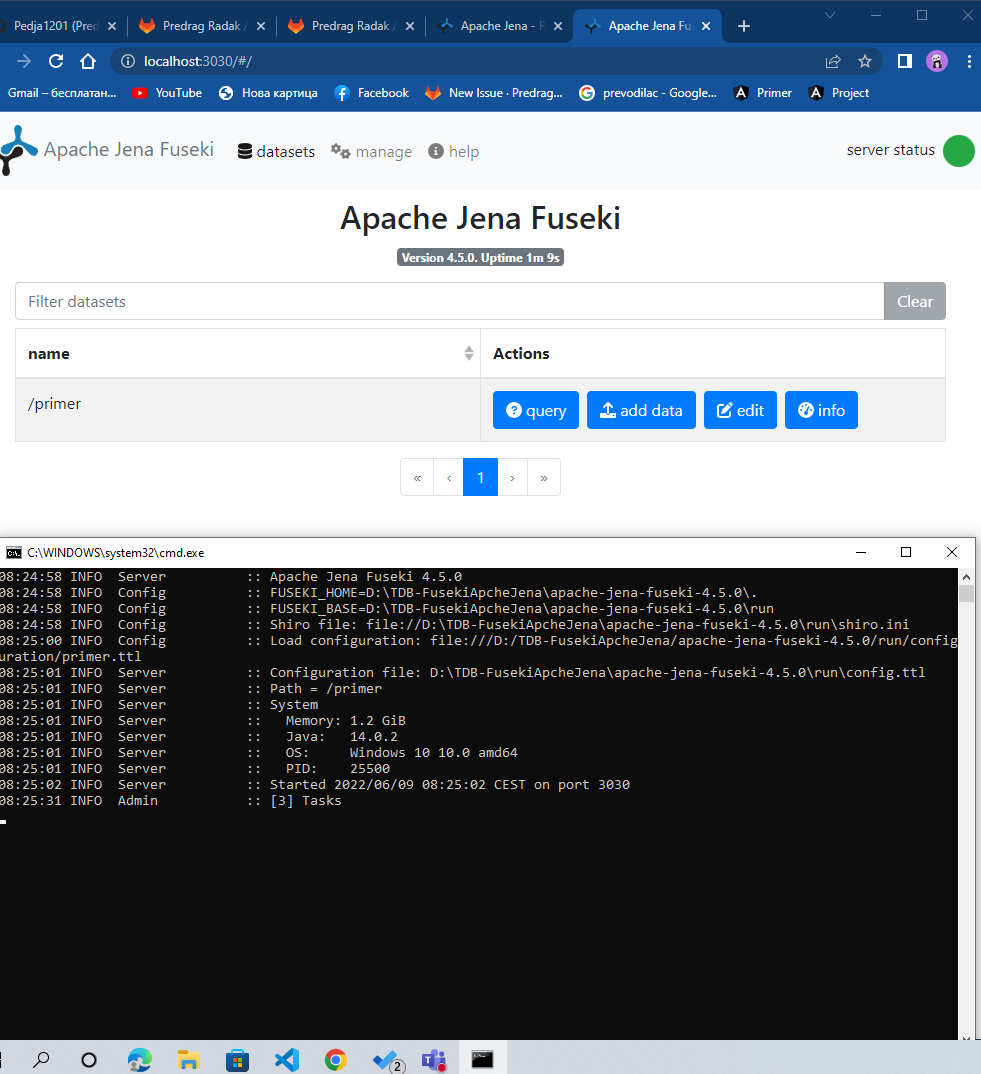 Pedja1201 (Pred
Predrag Radak /
Predrag Radak /
Apache Jena - R
Apache Jena Fu
localhost:3030/#/
Gmail – бесплатан...
YouTube
Нова картица
Facebook
New Issue · Predrag...
prevodilac - Google...
Primer
Project
Apache Jena Fuseki
datasets
manage
help
server status
Apache Jena Fuseki
Version 4.5.0. Uptime 1m 9s
Filter datasets
Clear
name
Actions
/primer
query
add data
edit
info
«
‹
1
›
»
C:\WINDOWS\system32\cmd.exe
08:24:58 INFO  Server          :: Apache Jena Fuseki 4.5.0
08:24:58 INFO  Config          :: FUSEKI_HOME=D:\TDB-FusekiApcheJena\apache-jena-fuseki-4.5.0\.
08:24:58 INFO  Config          :: FUSEKI_BASE=D:\TDB-FusekiApcheJena\apache-jena-fuseki-4.5.0\run
08:24:58 INFO  Config          :: Shiro file: file://D:\TDB-FusekiApcheJena\apache-jena-fuseki-4.5.0\run\shiro.ini
08:25:00 INFO  Config          :: Load configuration: file:///D:/TDB-FusekiApcheJena/apache-jena-fuseki-4.5.0/run/config
uration/primer.ttl
08:25:01 INFO  Server          :: Configuration file: D:\TDB-FusekiApcheJena\apache-jena-fuseki-4.5.0\run\config.ttl
08:25:01 INFO  Server          :: Path = /primer
08:25:01 INFO  Server          :: System
08:25:01 INFO  Server          ::   Memory: 1.2 GiB
08:25:01 INFO  Server          ::   Java:   14.0.2
08:25:01 INFO  Server          ::   OS:     Windows 10 10.0 amd64
08:25:01 INFO  Server          ::   PID:    25500
08:25:02 INFO  Server          :: Started 2022/06/09 08:25:02 CEST on port 3030
08:25:31 INFO  Admin           :: [3] Tasks
2